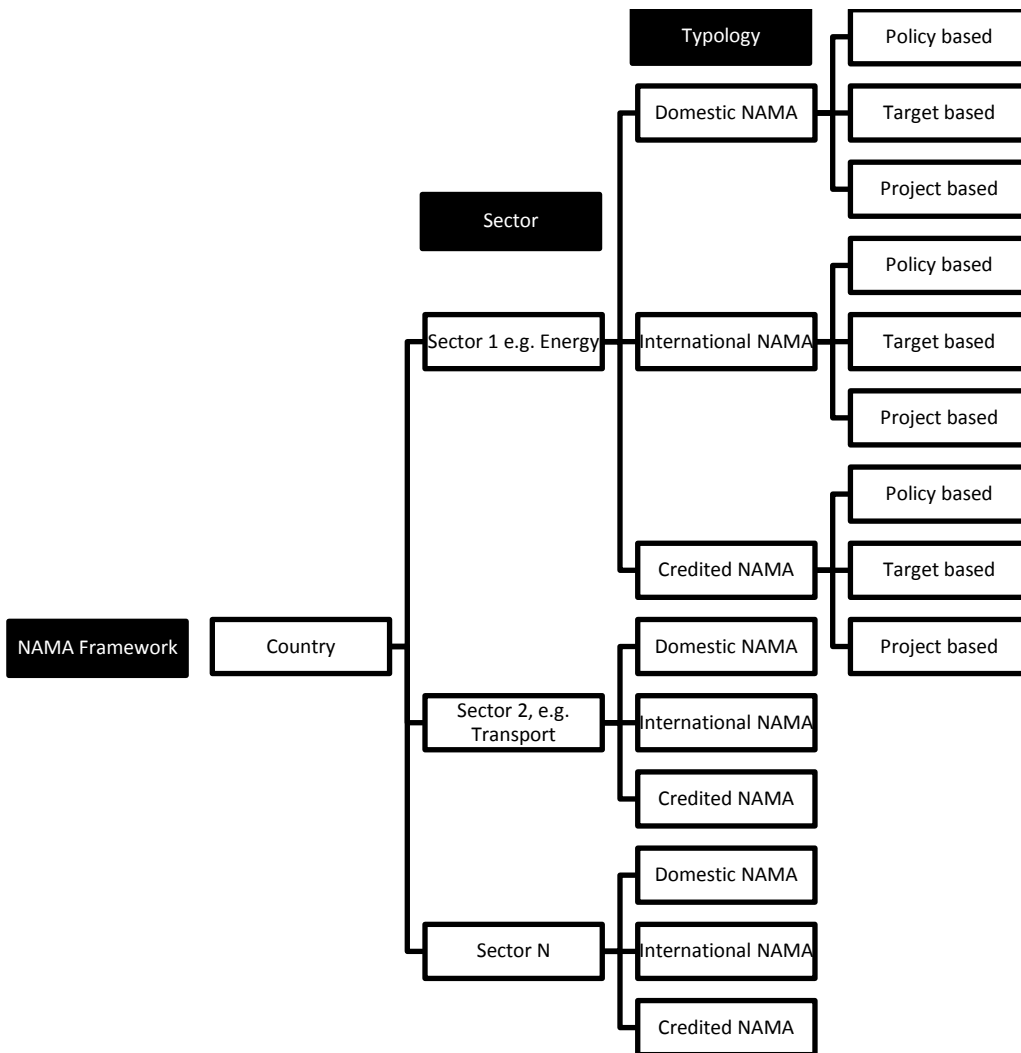 Typology
Policy based
Domestic NAMA
Target based
Project based
Sector
Policy based
Sector 1 e.g. Energy
International NAMA
Target based
Project based
Policy based
Credited NAMA
Target based
NAMA Framework
Country
Domestic NAMA
Project based
Sector 2, e.g.
Transport
International NAMA
Credited NAMA
Domestic NAMA
Sector N
International NAMA
Credited NAMA